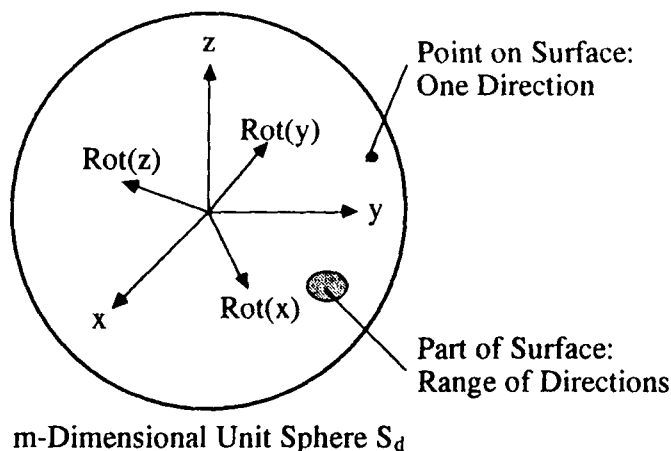 z
Point on Surface:
One Direction
Rot(y)
Rot(z)
y
x
Rot(x)
Part of Surface:
Range of Directions
m-Dimensional Unit Sphere S_d